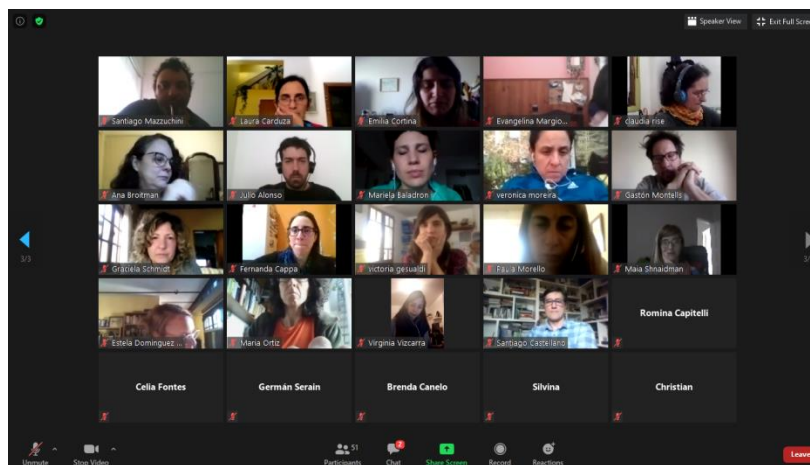 Speaker View
Exit Full Screen
Santiago Mazzuchini
Laura Carduza
Emilia Cortina
Evangelina Margio...
claudia rise
Ana Broitman
Julio Alonso
Mariela Baladron
veronica moreira
Gastón Montells
3/3
Graciela Schmidt
Fernanda Cappa
victoria gesualdi
Paula Morello
Maia Shnaidman
3/
Estela Dominguez ...
Maria Ortiz
Virginia Vizcarra
Santiago Castellano
Romina Capitelli
Celia Fontes
Germán Serain
Brenda Canelo
Silvina
Christian
51
2
Unmute
Stop Video
Participants
Chat
Share Screen
Record
Reactions
Leave